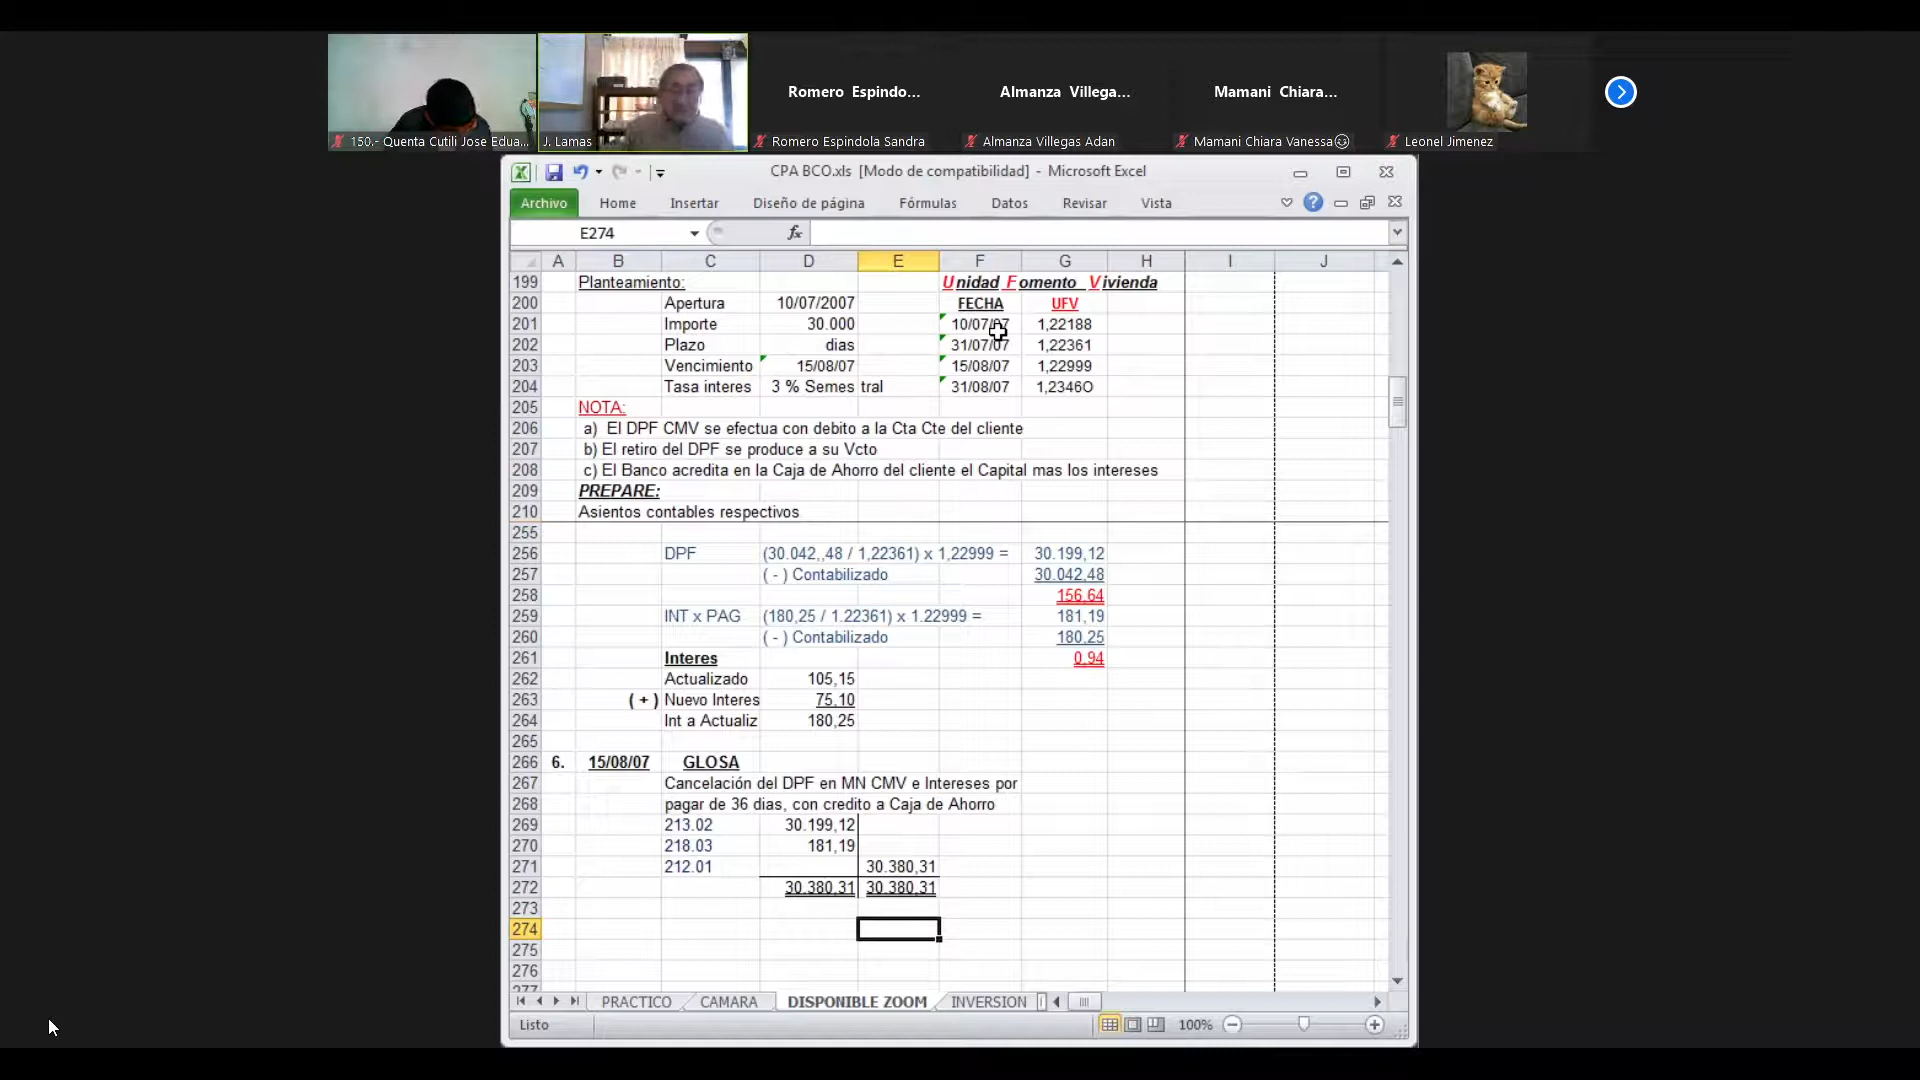 Romero Espindo...
Almanza Villega...
Mamani Chiara...
150.- Quenta Cutili Jose Edua...
J. Lamas
Romero Espindola Sandra
Almanza Villegas Adan
Mamani Chiara Vanessa☺
Leonel Jimenez
CPA BCO.xls [Modo de compatibilidad] - Microsoft Excel
Archivo Home Insertar Diseño de página Fórmulas Datos Revisar Vista
E274 fx
A B C D E F G H I J
199 Planteamiento: Unidad Fomento Vivienda
200 Apertura 10/07/2007 FECHA UFV
201 Importe 30.000 10/07/07 1,22188
202 Plazo dias 31/07/07 1,22361
203 Vencimiento 15/08/07 15/08/07 1,22999
204 Tasa interes 3 % Semes tral 31/08/07 1,2346O
205 NOTA:
206 a) El DPF CMV se efectua con debito a la Cta Cte del cliente
207 b) El retiro del DPF se produce a su Vcto
208 c) El Banco acredita en la Caja de Ahorro del cliente el Capital mas los intereses
209 PREPARE:
210 Asientos contables respectivos
255
256 DPF (30.042,,48 / 1,22361) x 1,22999 = 30.199,12
257 ( - ) Contabilizado 30.042,48
258 156,64
259 INT x PAG (180,25 / 1.22361) x 1.22999 = 181,19
260 ( - ) Contabilizado 180,25
261 Interes 0,94
262 Actualizado 105,15
263 ( + ) Nuevo Interes 75,10
264 Int a Actualiz 180,25
265
266 6. 15/08/07 GLOSA
267 Cancelación del DPF en MN CMV e Intereses por
268 pagar de 36 dias, con credito a Caja de Ahorro
269 213.02 30.199,12
270 218.03 181,19
271 212.01 30.380,31
272 30.380,31 30.380,31
273
274
275
276
277
PRACTICO CAMARA DISPONIBLE ZOOM INVERSION
Listo 100%